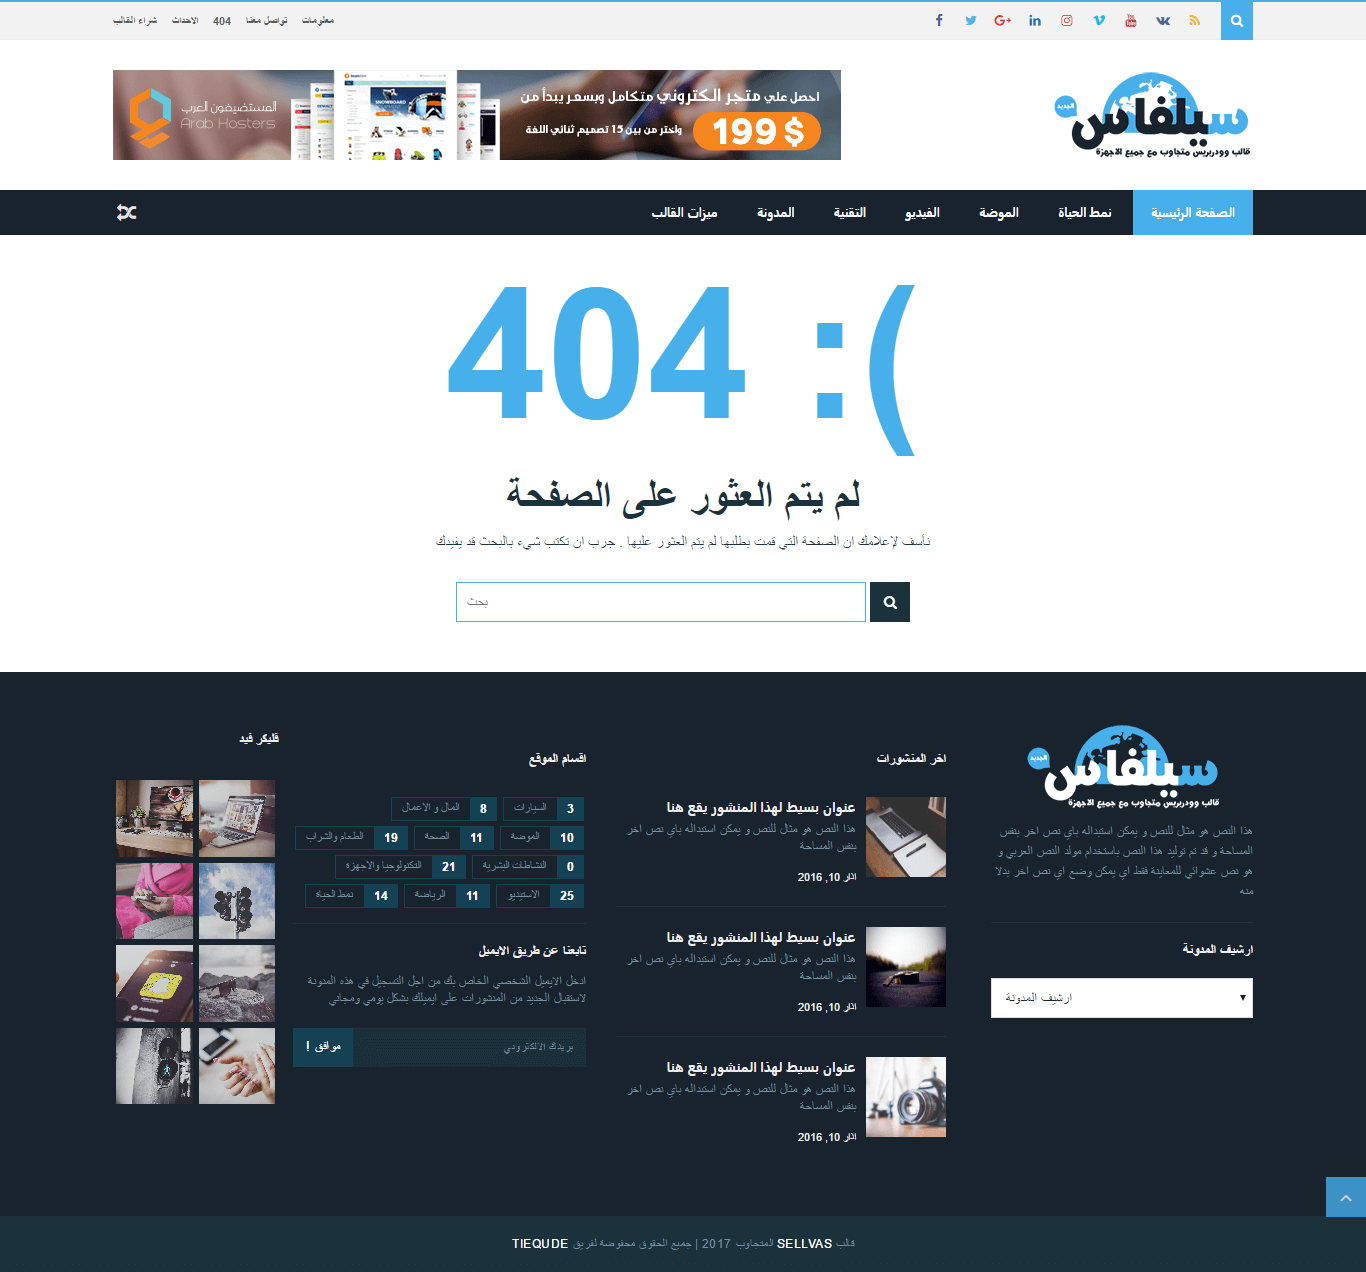 معلومات
تواصل معنا
404
الاحداث
شراء القالب
سيلفاس
الجديد
قالب وودربريس متجاوب مع جميع الاجهزة
احصل علي متجر الكتروني متكامل وبسعر يبدأ من
199 $
واختر من بين 15 تصميم ثنائي اللغة
المستضيفون العرب
Arab Hosters
الصفحة الرئيسية
نمط الحياة
الموضة
الفيديو
التقنية
المدونة
ميزات القالب
404 :(
لم يتم العثور على الصفحة
نأسف لإعلامك ان الصفحة التي قمت بطلبها لم يتم العثور عليها . جرب ان تكتب شيء بالبحث قد يفيدك
بحث
سيلفاس
الجديد
قالب وودربريس متجاوب مع جميع الاجهزة
هذا النص هو مثال للنص و يمكن استبداله باي نص اخر بنفس
المساحة و قد تم توليد هذا النص باستخدام مولد النص العربي و
هو نص عشوائي للمعاينة فقط اي يمكن وضع اي نص اخر بدلا
منه
ارشيف المدونة
ارشيف المدونة
اخر المنشورات
عنوان بسيط لهذا المنشور يقع هنا
هذا النص هو مثال للنص و يمكن استبداله باي نص اخر
بنفس المساحة
اذار 10, 2016
عنوان بسيط لهذا المنشور يقع هنا
هذا النص هو مثال للنص و يمكن استبداله باي نص اخر
بنفس المساحة
اذار 10, 2016
عنوان بسيط لهذا المنشور يقع هنا
هذا النص هو مثال للنص و يمكن استبداله باي نص اخر
بنفس المساحة
اذار 10, 2016
اقسام الموقع
3 السيارات
8 المال و الاعمال
10 الموضة
11 الصحة
19 الطعام والشراب
0 النشاطات البشرية
21 التكنولوجيا والاجهزة
25 الاستيديو
11 الرياضة
14 نمط الحياة
تابعنا عن طريق الايميل
ادخل الايميل الشخصي الخاص بك من اجل التسجيل في هذه المدونة
لاستقبال الجديد من المنشورات على ايميلك بشكل يومي ومجاني
بريدك الالكتروني
موافق !
فليكر فيد
قالب SELLVAS المتجاوب 2017 | جميع الحقوق محفوضة لفريق TIEQUDE